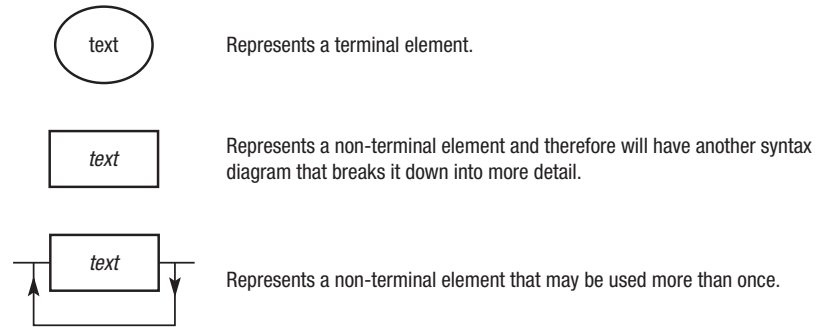 text
Represents a terminal element.
text
Represents a non-terminal element and therefore will have another syntax
diagram that breaks it down into more detail.
text
Represents a non-terminal element that may be used more than once.